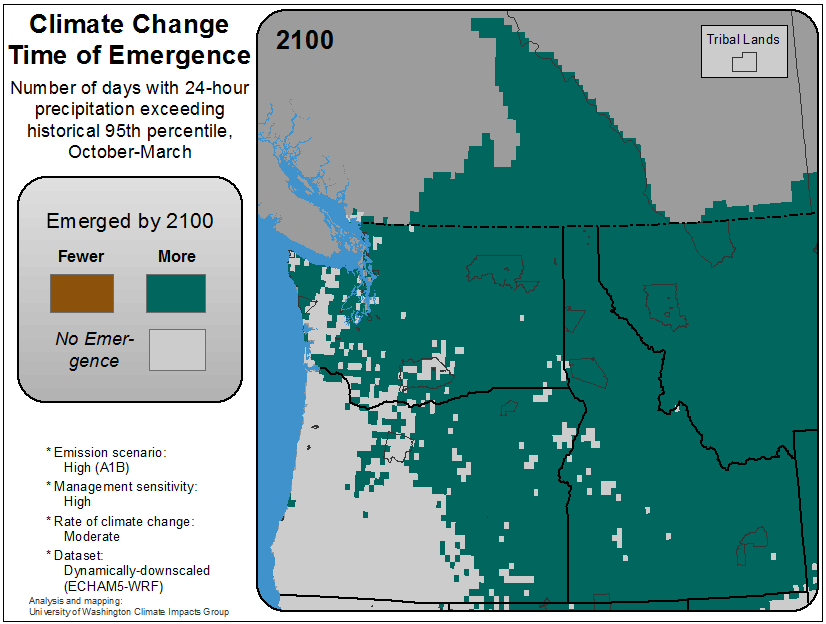 Climate Change
Time of Emergence
Number of days with 24-hour
precipitation exceeding
historical 95th percentile,
October-March
Emerged by 2100
Fewer
More
No Emer-
gence
* Emission scenario:
High (A1B)
* Management sensitivity:
High
* Rate of climate change:
Moderate
* Dataset:
Dynamically-downscaled
(ECHAM5-WRF)
Analysis and mapping:
University of Washington Climate Impacts Group
2100
Tribal Lands